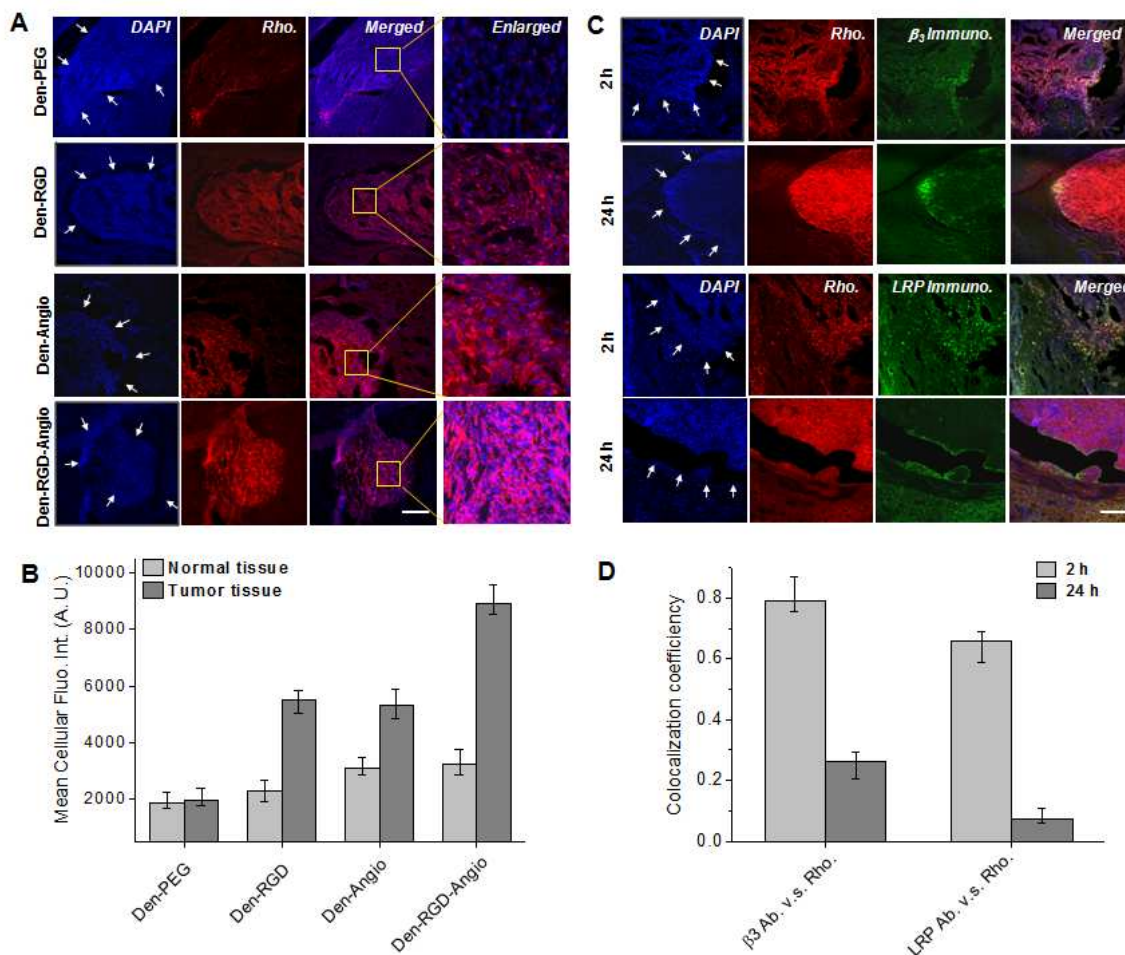 A
DAPI Rho. Merged Enlarged
Den-PEG
Den-RGD
Den-Angio
Den-RGD-Angio
C
DAPI Rho. β3 Immuno. Merged
2h
24 h
DAPI Rho. LRP Immuno. Merged
2h
24 h
B
Normal tissue
Tumor tissue
Mean Cellular Fluo. Int. (A. U.)
10000
8000
6000
4000
2000
Den-PEG
Den-RGD
Den-Angio
Den-RGD-Angio
D
2 h
24 h
Colocalization coefficiency
0.8
0.6
0.4
0.2
0.0
β3 Ab. v.s. Rho.
LRP Ab. v.s. Rho.